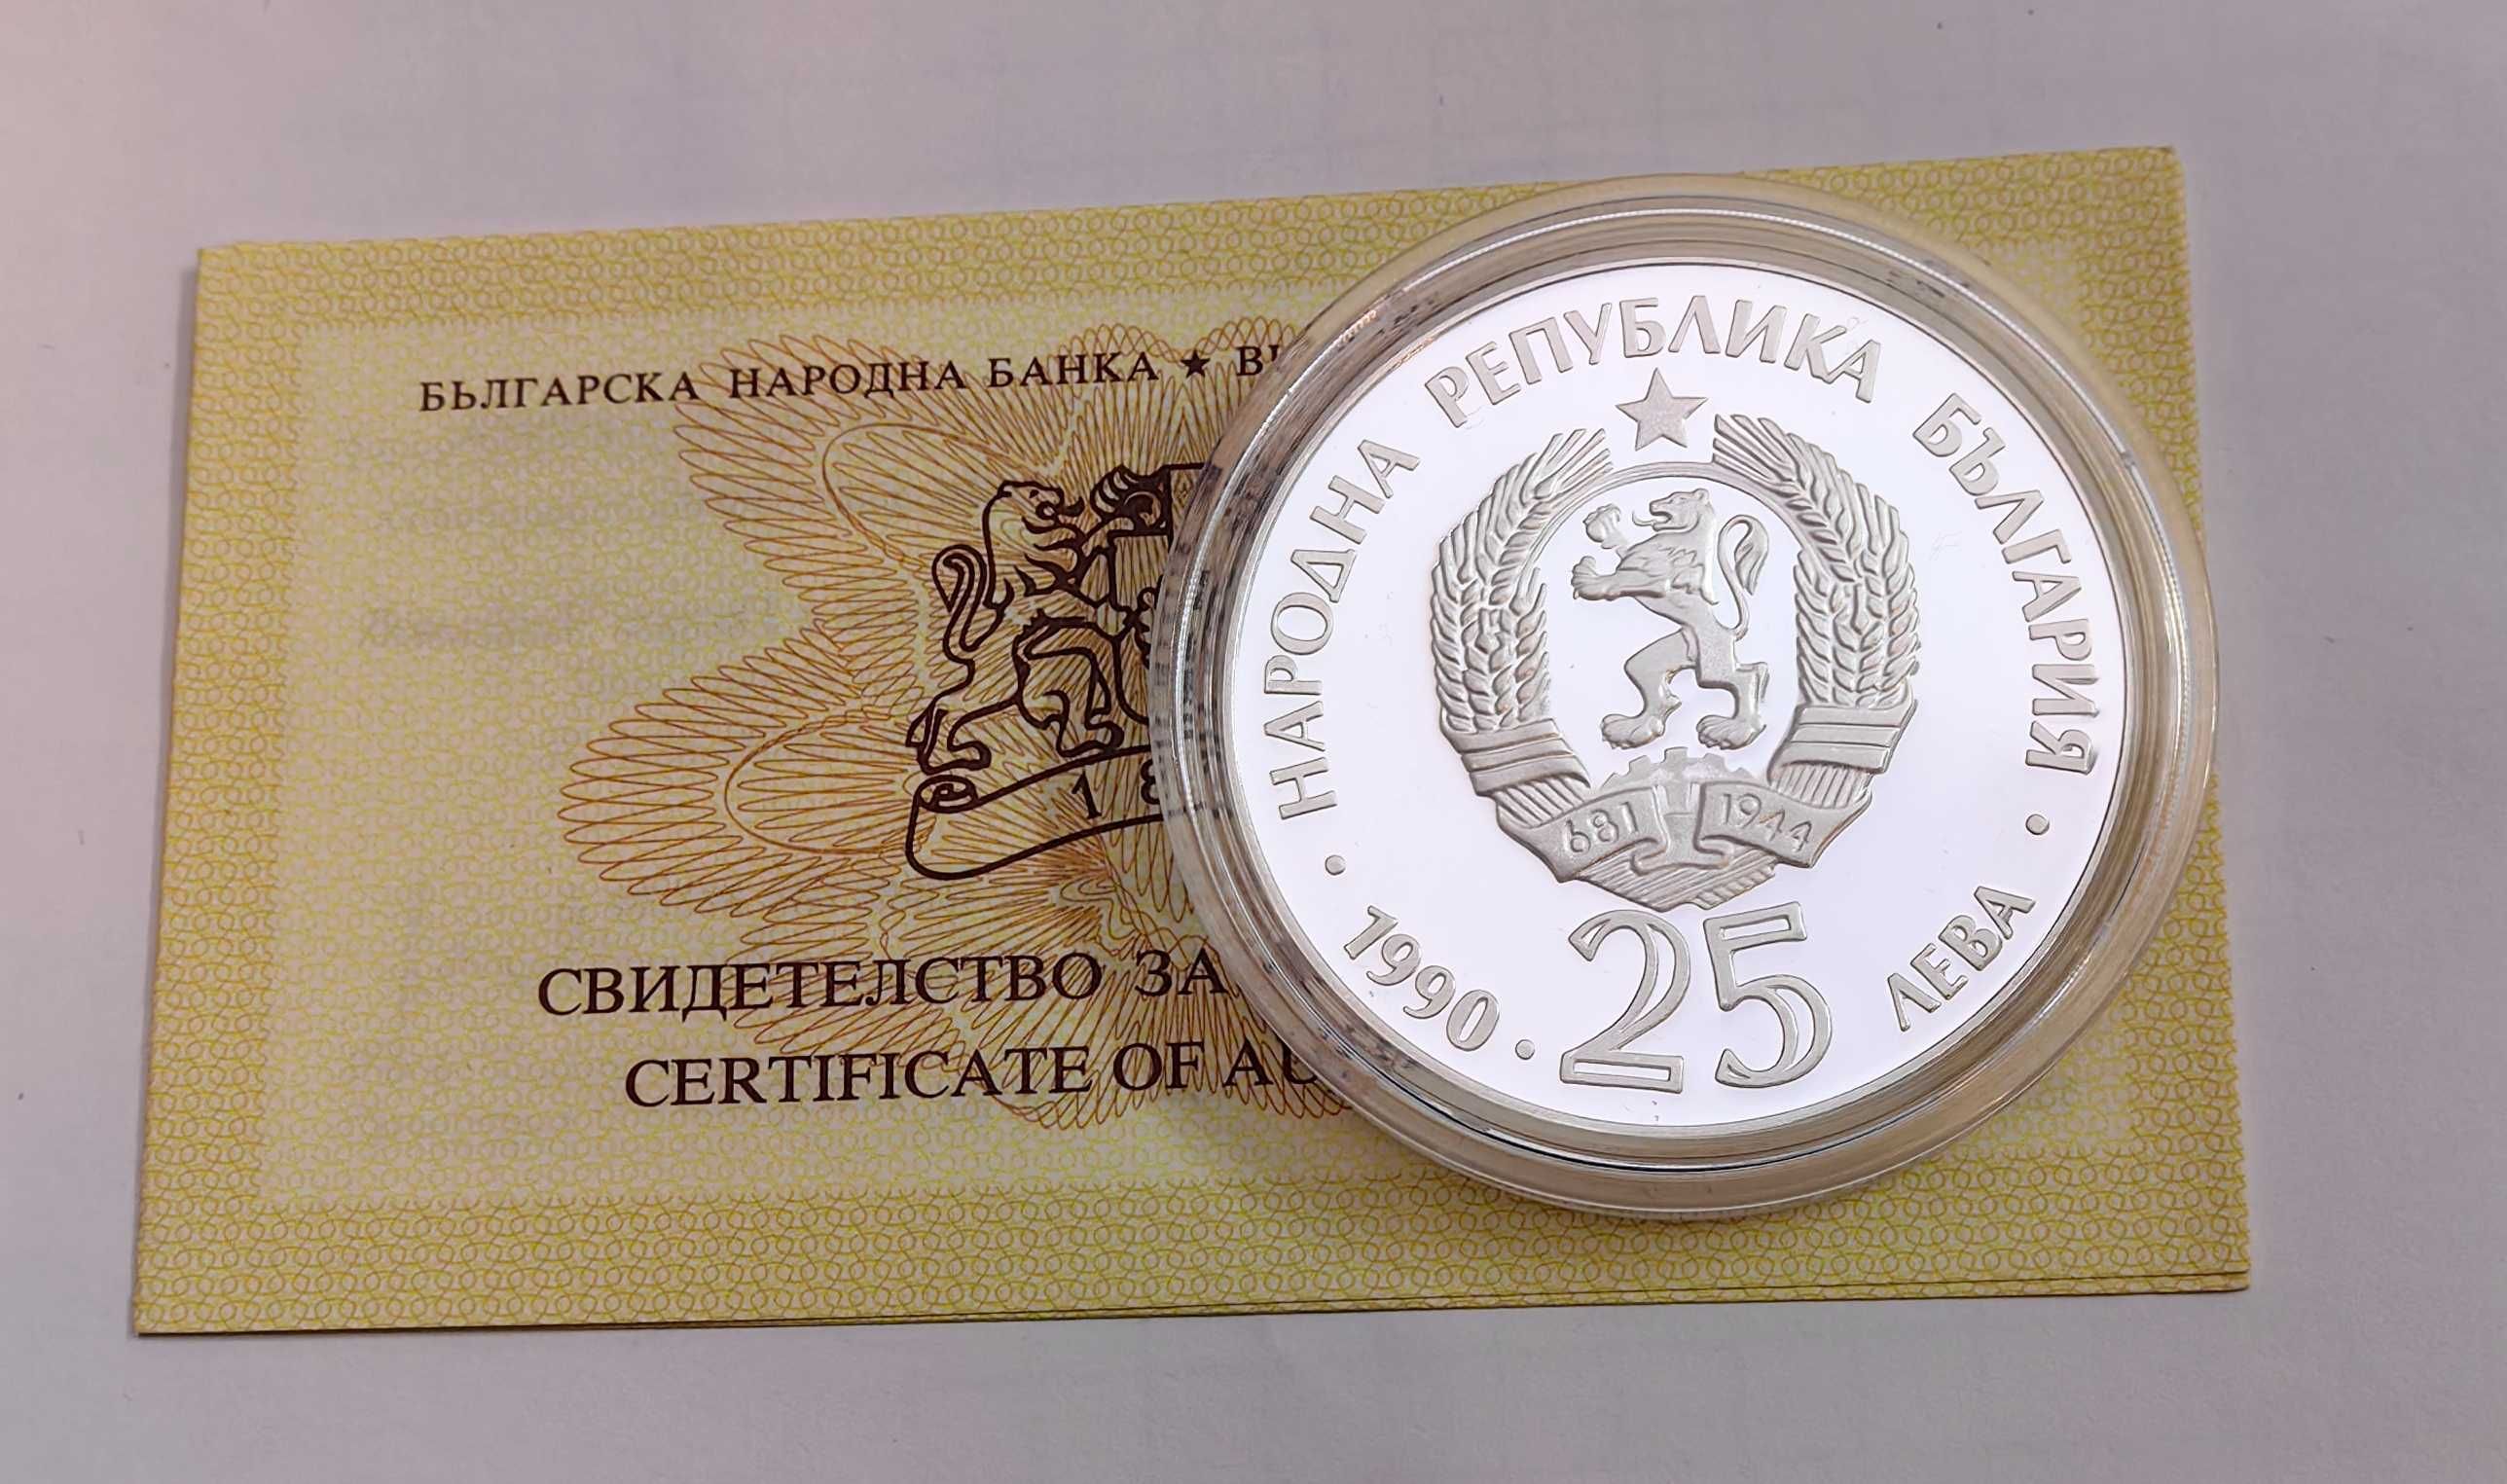 БЪЛГАРСКА НАРОДНА БАНКА ★
СВИДЕТЕЛСТВО ЗА
CERTIFICATE OF
НАРОДНА РЕПУБЛИКА БЪЛГАРИЯ
681 1944
• 1990 • 25 ЛЕВА •